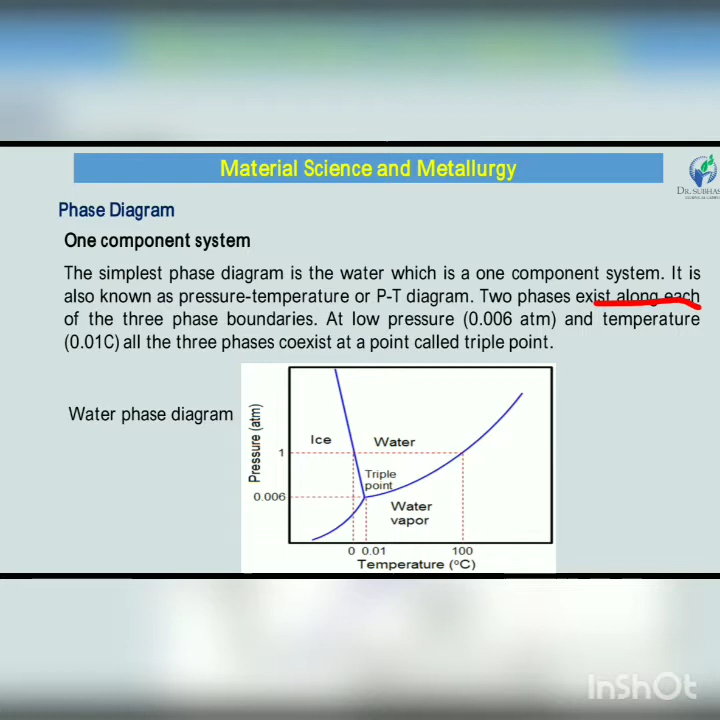 Material Science and Metallurgy
DR. SUBHAS
Phase Diagram
One component system
The simplest phase diagram is the water which is a one component system. It is
also known as pressure-temperature or P-T diagram. Two phases exist along each
of the three phase boundaries. At low pressure (0.006 atm) and temperature
(0.01C) all the three phases coexist at a point called triple point.
Water phase diagram
Pressure (atm)
Ice
Water
1
Triple
point
0.006
Water
vapor
0 0.01 100
Temperature (°C)
InShOt